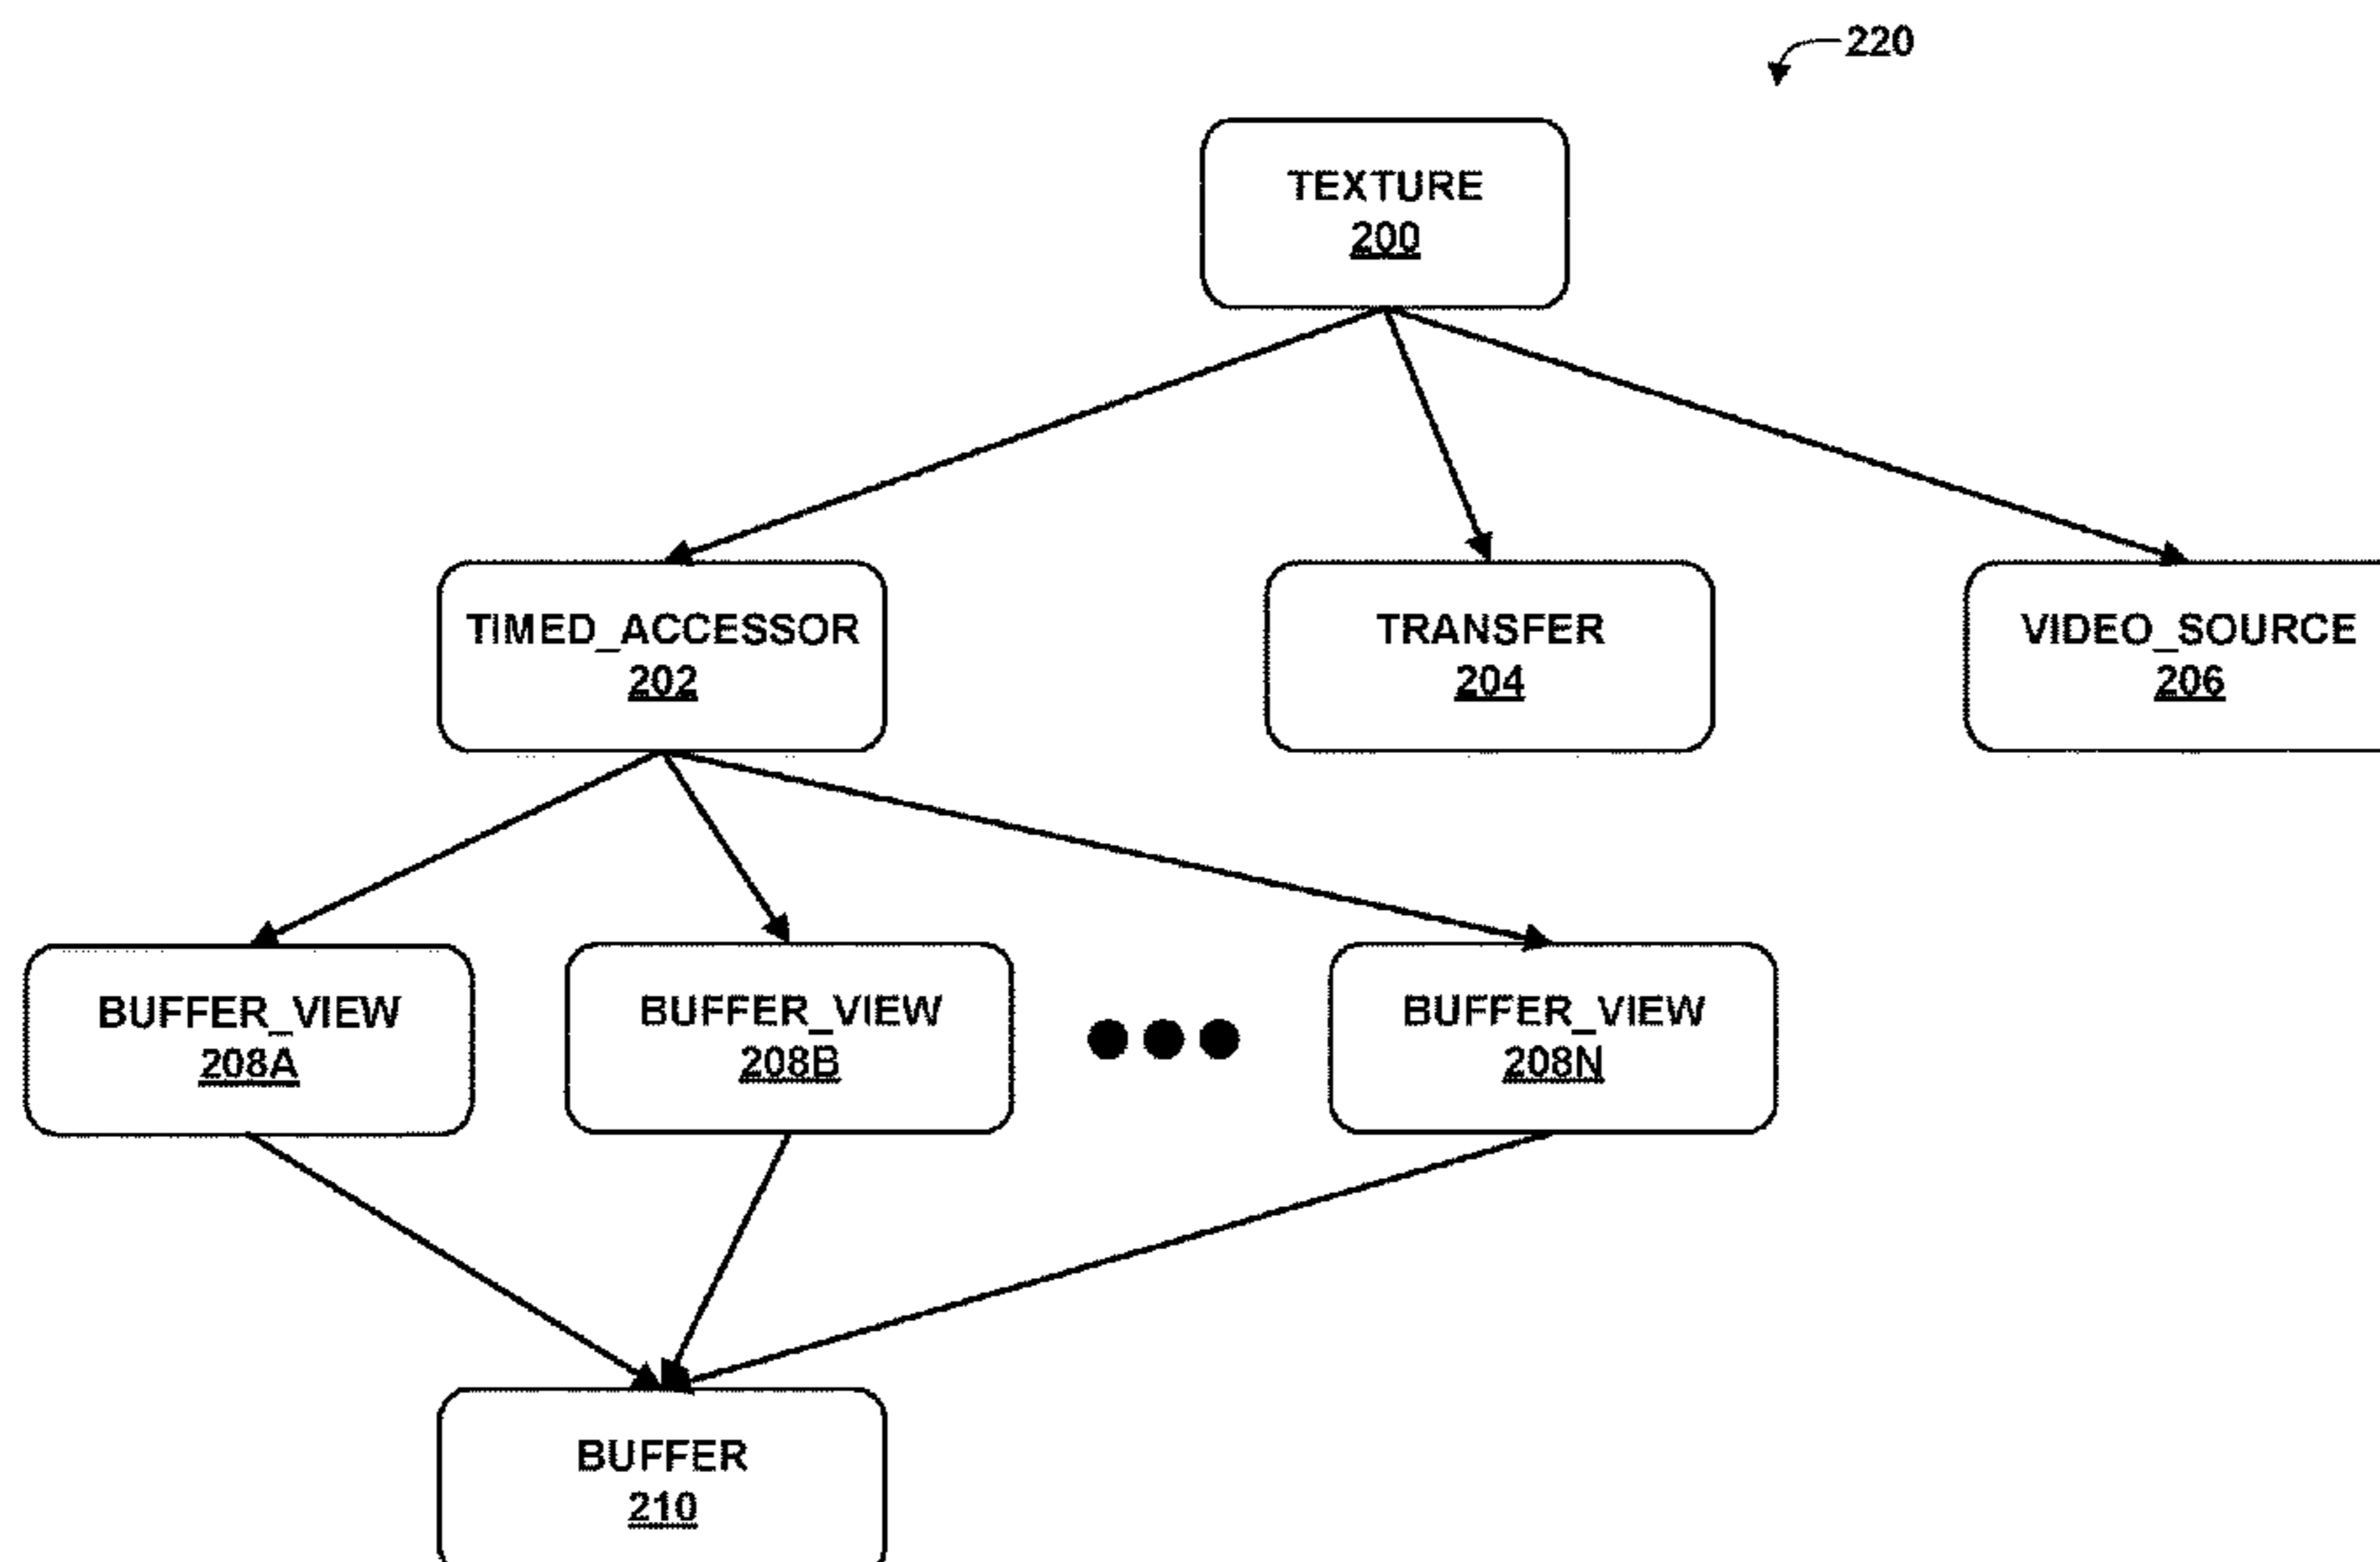 220
TEXTURE
200
TIMED_ACCESSOR
202
TRANSFER
204
VIDEO_SOURCE
206
BUFFER_VIEW
208A
BUFFER_VIEW
208B
BUFFER_VIEW
208N
BUFFER
210